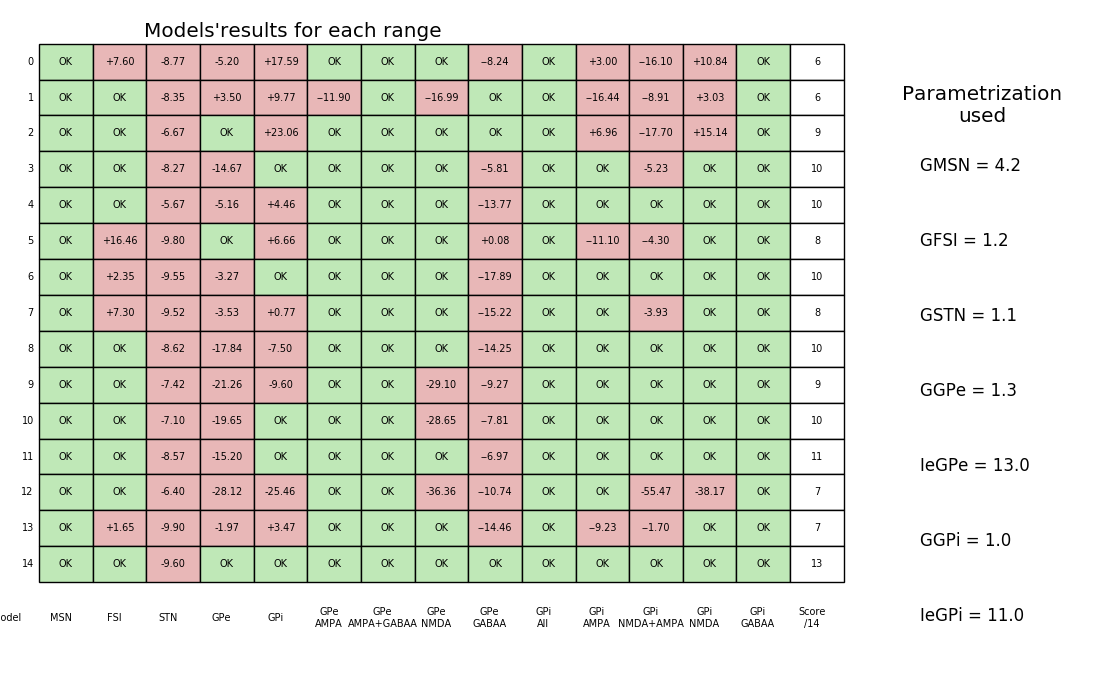 Models'results for each range
0 OK +7.60 -8.77 -5.20 +17.59 OK OK OK --8.24 OK +3.00 --16.10 +10.84 OK 6
1 OK OK -8.35 +3.50 +9.77 --11.90 OK --16.99 OK OK --16.44 --8.91 +3.03 OK 6
2 OK OK -6.67 OK +23.06 OK OK OK OK OK +6.96 --17.70 +15.14 OK 9
3 OK OK -8.27 -14.67 OK OK OK OK --5.81 OK OK -5.23 OK OK 10
4 OK OK -5.67 -5.16 +4.46 OK OK OK --13.77 OK OK OK OK OK 10
5 OK +16.46 -9.80 OK +6.66 OK OK OK +0.08 OK --11.10 --4.30 OK OK 8
6 OK +2.35 -9.55 -3.27 OK OK OK OK --17.89 OK OK OK OK OK 10
7 OK +7.30 -9.52 -3.53 +0.77 OK OK OK --15.22 OK OK -3.93 OK OK 8
8 OK OK -8.62 -17.84 -7.50 OK OK OK --14.25 OK OK OK OK OK 10
9 OK OK -7.42 -21.26 -9.60 OK OK -29.10 --9.27 OK OK OK OK OK 9
10 OK OK -7.10 -19.65 OK OK OK -28.65 --7.81 OK OK OK OK OK 10
11 OK OK -8.57 -15.20 OK OK OK OK --6.97 OK OK OK OK OK 11
12 OK OK -6.40 -28.12 -25.46 OK OK -36.36 --10.74 OK OK -55.47 -38.17 OK 7
13 OK +1.65 -9.90 -1.97 +3.47 OK OK OK --14.46 OK --9.23 --1.70 OK OK 7
14 OK OK -9.60 OK OK OK OK OK OK OK OK OK OK OK 13
odel MSN FSI STN GPe GPi GPe AMPA GPe AMPA+GABAA GPe NMDA GPe GABAA GPi All GPi AMPA GPi NMDA+AMPA GPi NMDA GPi GABAA Score /14
Parametrization
used
GMSN = 4.2
GFSI = 1.2
GSTN = 1.1
GGPe = 1.3
IeGPe = 13.0
GGPi = 1.0
IeGPi = 11.0